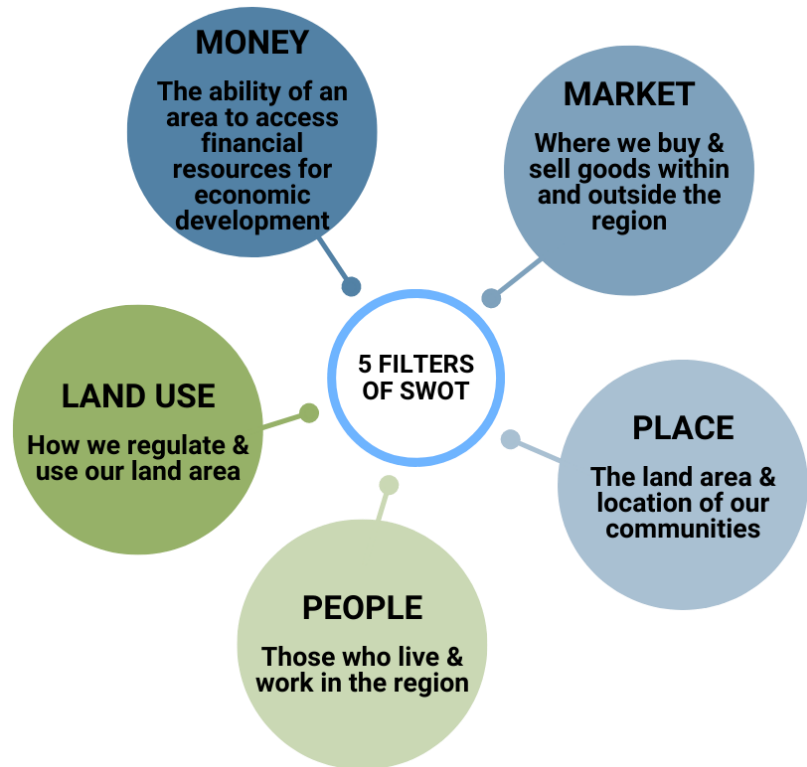 MONEY
The ability of an
area to access
financial
resources for
economic
development
MARKET
Where we buy &
sell goods within
and outside the
region
5 FILTERS
OF SWOT
LAND USE
How we regulate &
use our land area
PLACE
The land area &
location of our
communities
PEOPLE
Those who live &
work in the region